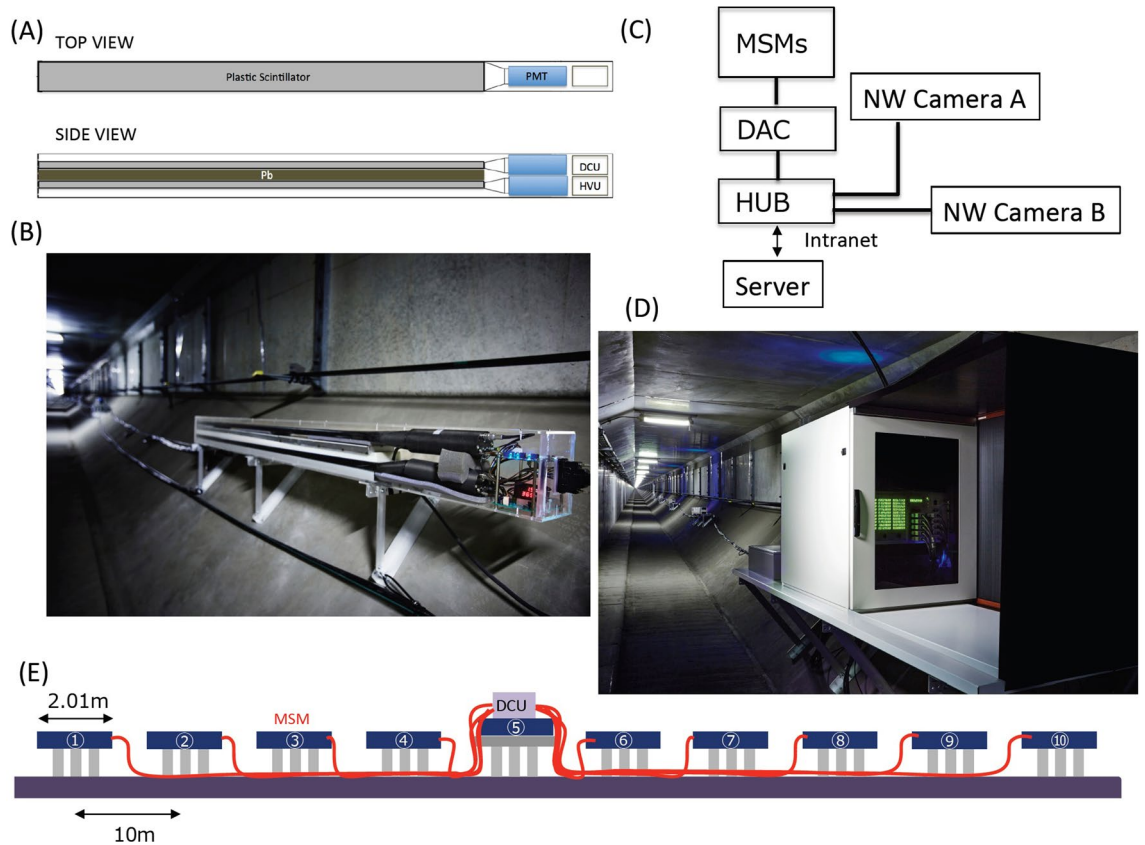 (A)
TOP VIEW
Plastic Scintillator
PMT
SIDE VIEW
Pb
DCU
HVU
(B)
(C)
MSMs
NW Camera A
DAC
HUB
NW Camera B
Intranet
Server
(D)
(E)
2.01m
MSM
DCU
① ② ③ ④ ⑤ ⑥ ⑦ ⑧ ⑨ ⑩
10m